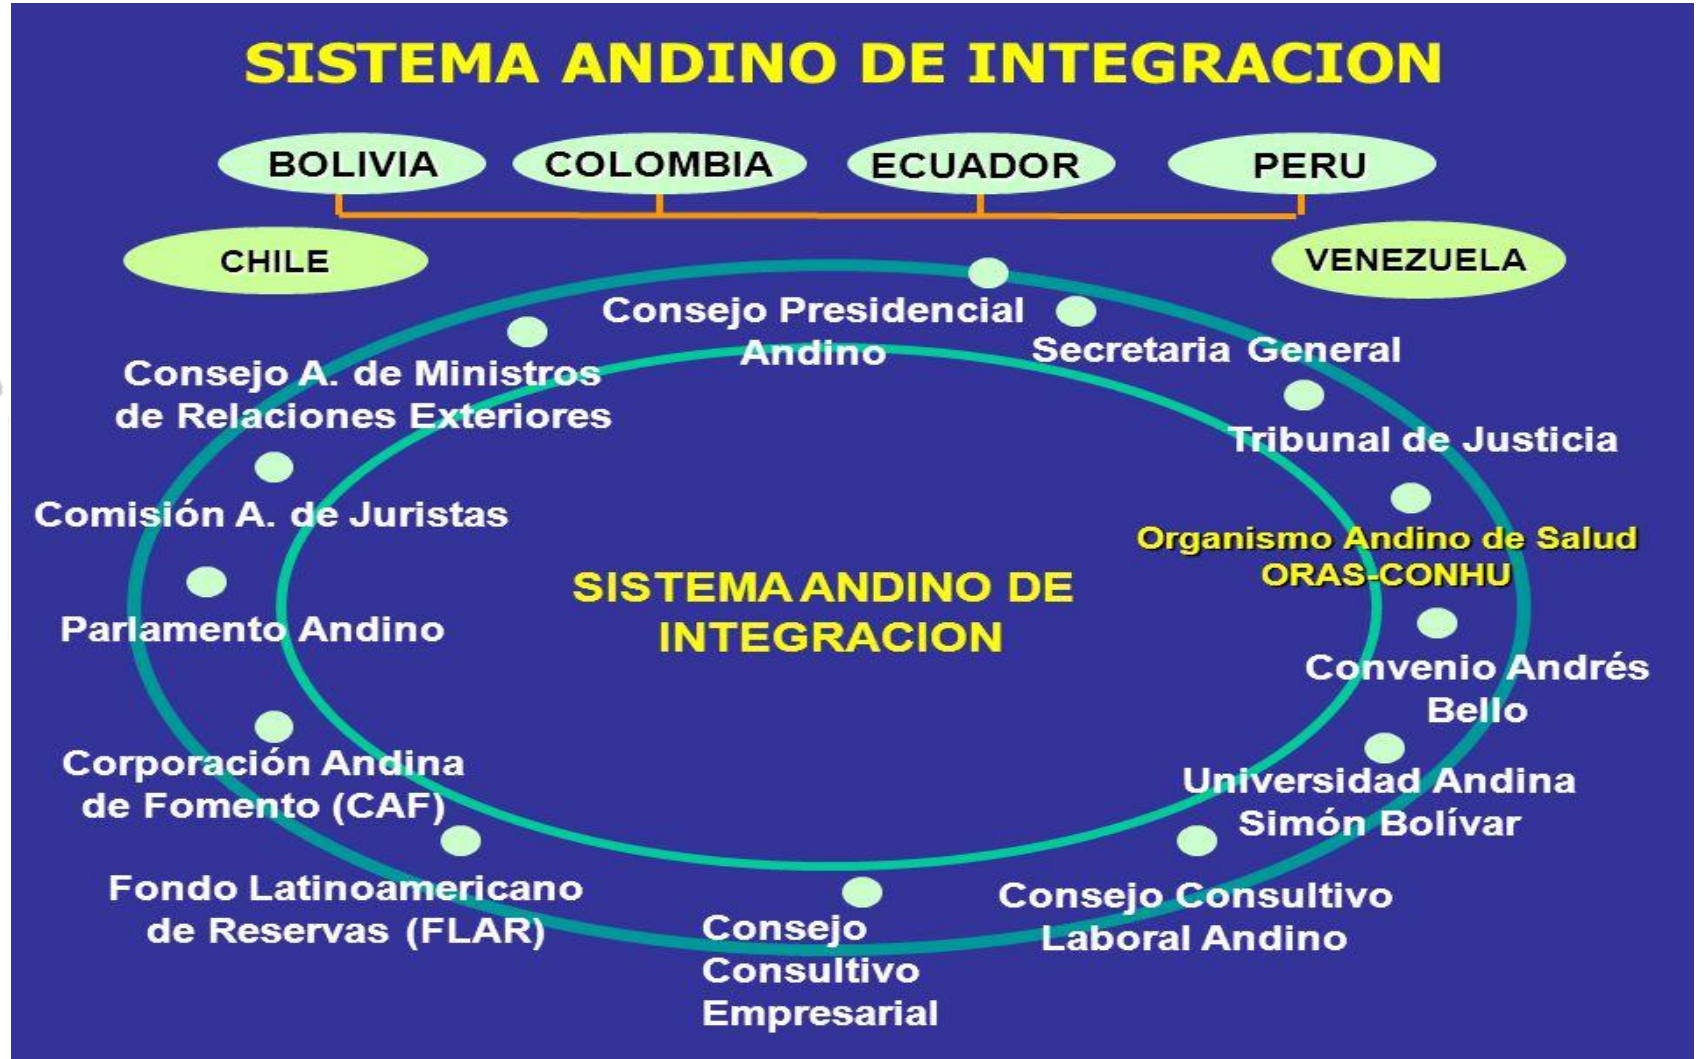 SISTEMA ANDINO DE INTEGRACION
BOLIVIA
COLOMBIA
ECUADOR
PERU
CHILE
VENEZUELA
Consejo Presidencial
Andino
Secretaria General
Consejo A. de Ministros
de Relaciones Exteriores
Tribunal de Justicia
Comisión A. de Juristas
Organismo Andino de Salud
ORAS-CONHU
SISTEMA ANDINO DE
INTEGRACION
Parlamento Andino
Convenio Andrés
Bello
Corporación Andina
de Fomento (CAF)
Universidad Andina
Simón Bolívar
Fondo Latinoamericano
de Reservas (FLAR)
Consejo
Consultivo
Empresarial
Consejo Consultivo
Laboral Andino